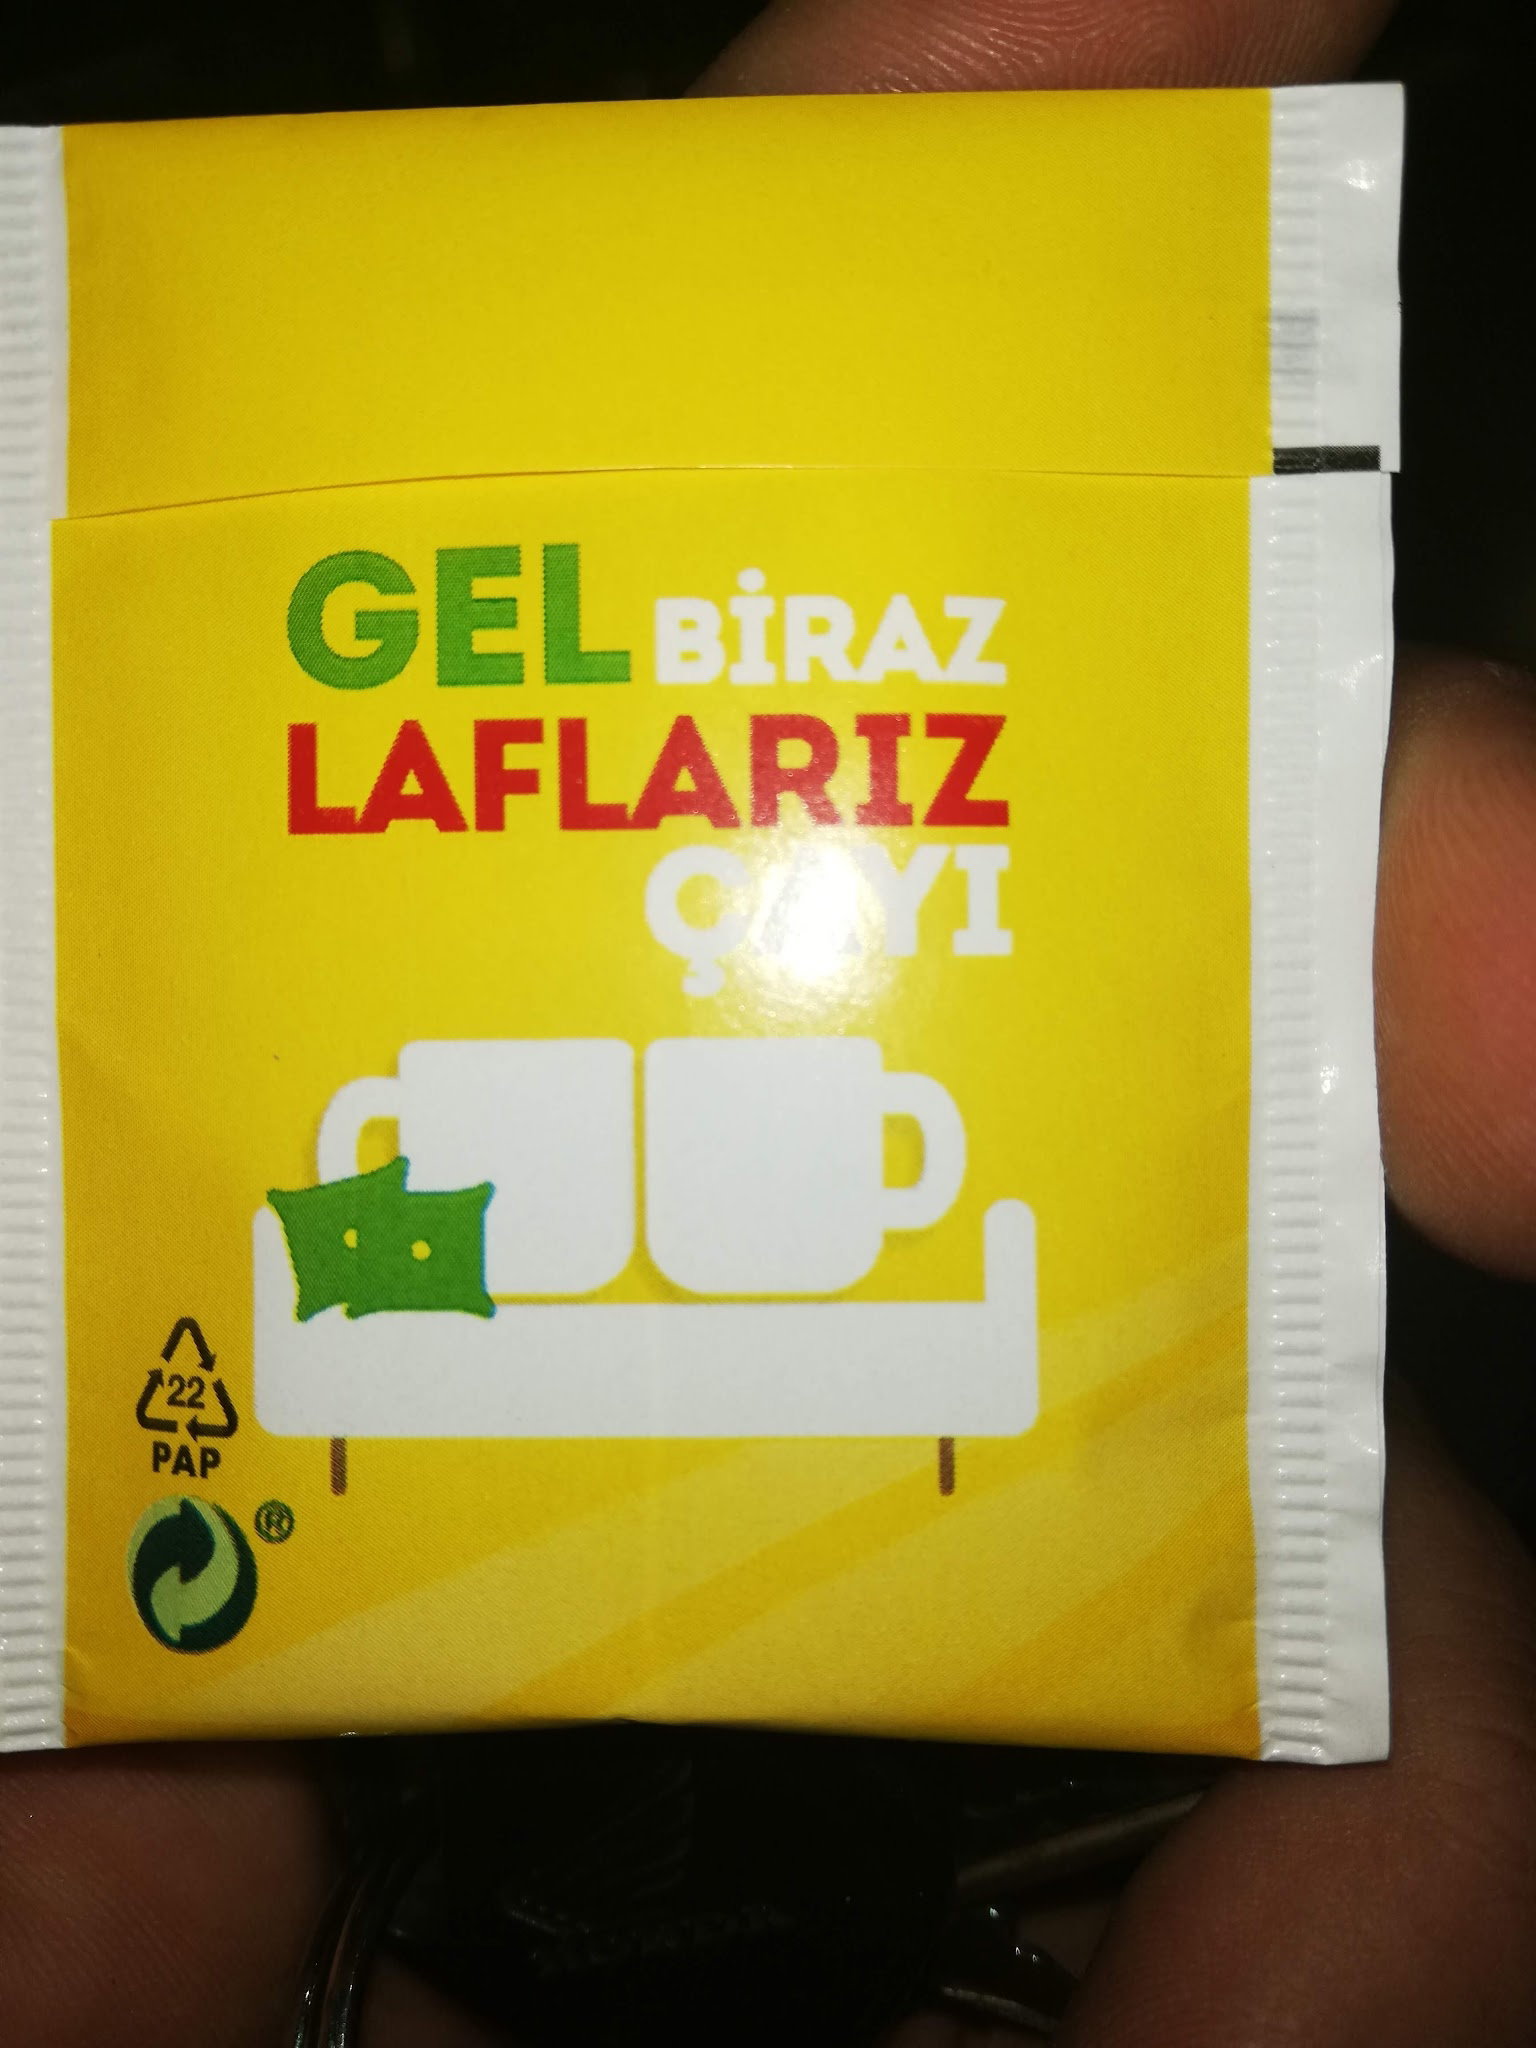 GEL BİRAZ
LAFLARIZ
ÇAYI
22
PAP
®